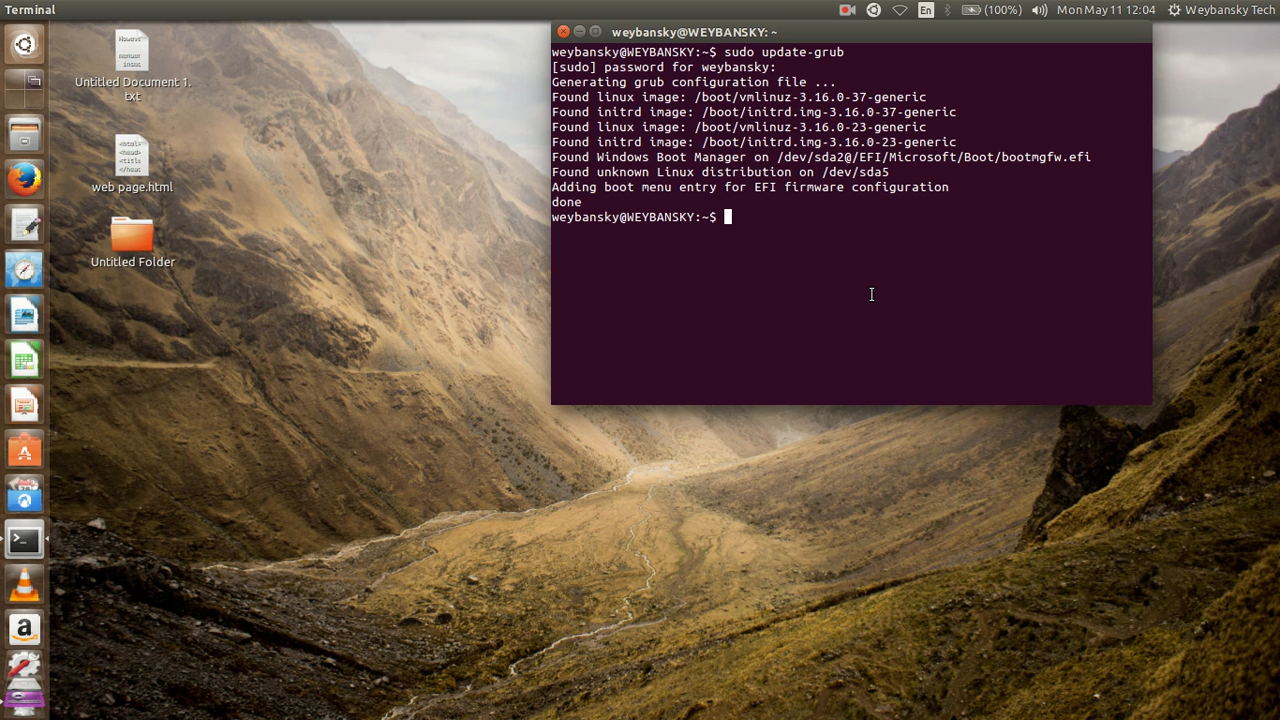 Terminal
En
(100%)
Mon May 11 12:04
Weybansky Tech
weybansky@WEYBANSKY: ~
weybansky@WEYBANSKY:~$ sudo update-grub
[sudo] password for weybansky:
Generating grub configuration file ...
Found linux image: /boot/vmlinuz-3.16.0-37-generic
Found initrd image: /boot/initrd.img-3.16.0-37-generic
Found linux image: /boot/vmlinuz-3.16.0-23-generic
Found initrd image: /boot/initrd.img-3.16.0-23-generic
Found Windows Boot Manager on /dev/sda2@/EFI/Microsoft/Boot/bootmgfw.efi
Found unknown Linux distribution on /dev/sda5
Adding boot menu entry for EFI firmware configuration
done
weybansky@WEYBANSKY:~$
Untitled Document 1.
txt
<html>
<head>
<title
web page.html
Untitled Folder